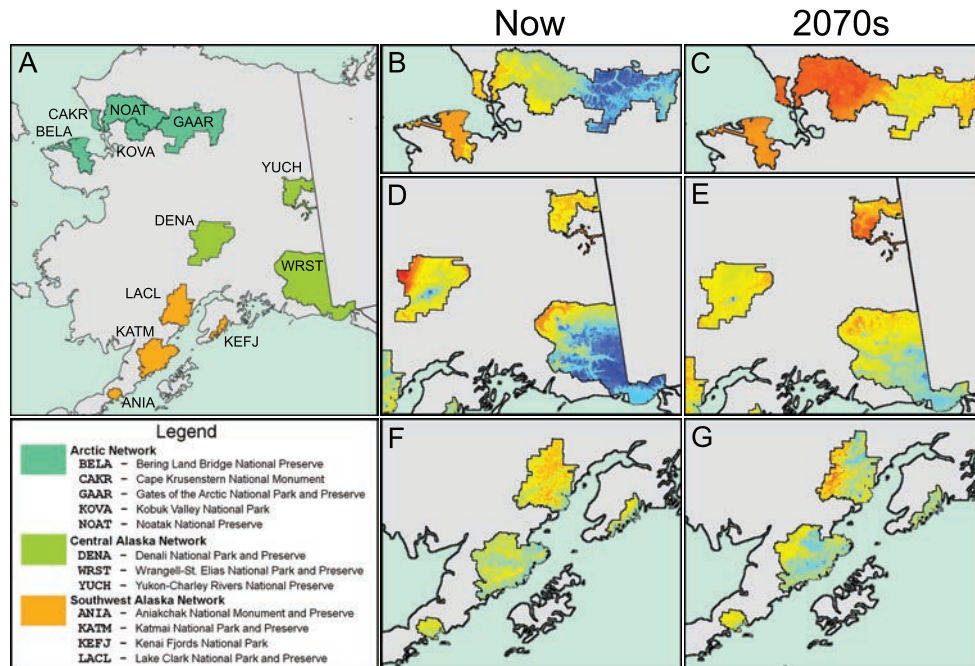 Now 2070s
A
B
C
NOAT
CAKR
GAAR
BELA
KOVA
YUCH
D
E
DENA
WRST
LACL
KATM
KEFJ
ANIA
F
G
Legend
Arctic Network
BELA - Bering Land Bridge National Preserve
CAKR - Cape Krusenstern National Monument
GAAR - Gates of the Arctic National Park and Preserve
KOVA - Kobuk Valley National Park
NOAT - Noatak National Preserve
Central Alaska Network
DENA - Denali National Park and Preserve
WRST - Wrangell-St. Elias National Park and Preserve
YUCH - Yukon-Charley Rivers National Preserve
Southwest Alaska Network
ANIA - Aniakchak National Monument and Preserve
KATM - Katmai National Park and Preserve
KEFJ - Kenai Fjords National Park
LACL - Lake Clark National Park and Preserve